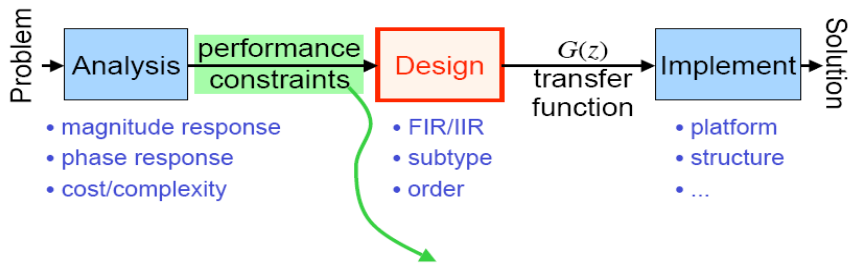 Problem
Analysis
performance
constraints
Design
G(z)
transfer
function
Implement
Solution
• magnitude response
• phase response
• cost/complexity
• FIR/IIR
• subtype
• order
• platform
• structure
• ...